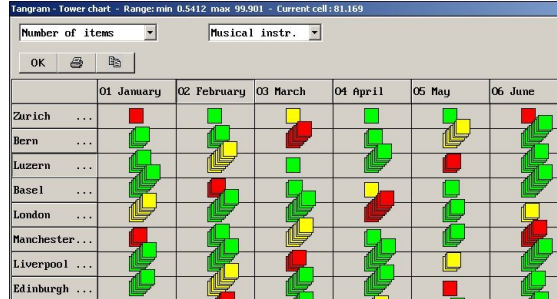 Tangram - Tower chart - Range: min 0.5412 max 99.901 - Current cell : 81.169
Number of items Musical instr.
OK
01 January 02 February 03 March 04 April 05 May 06 June
Zurich ...
Bern ...
Luzern ...
Basel ...
London ...
Manchester...
Liverpool ...
Edinburgh ...